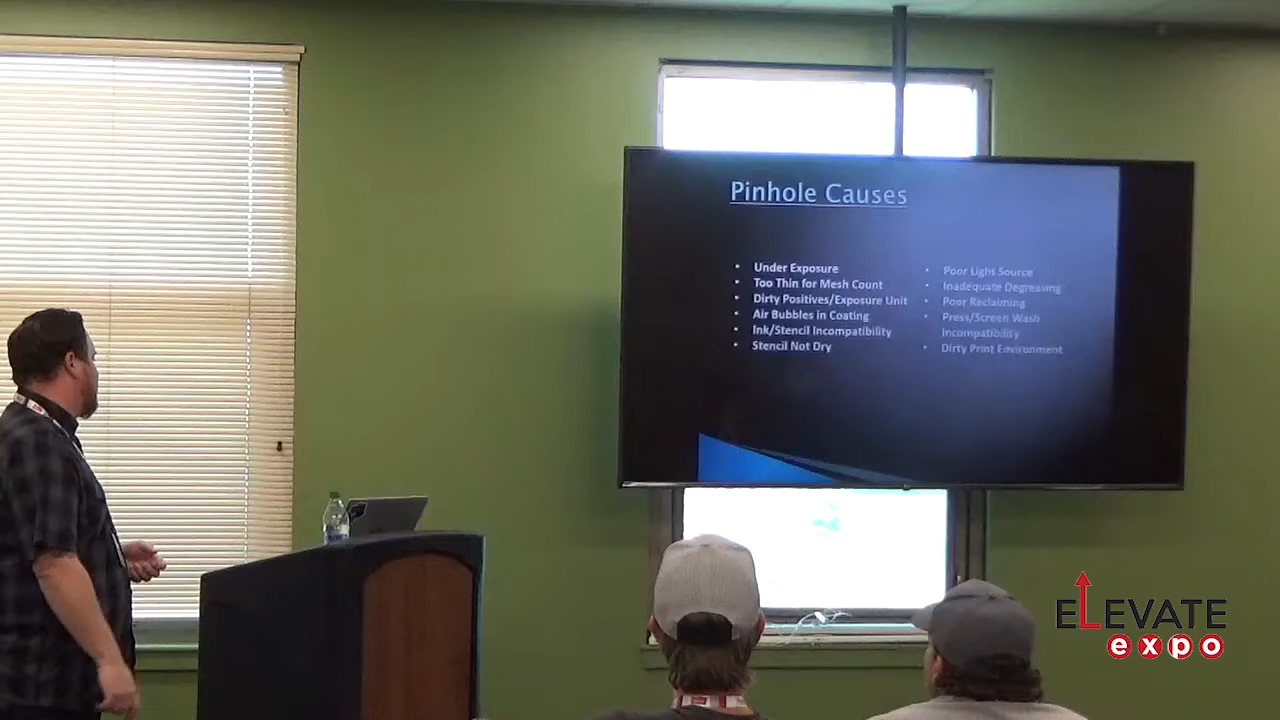 Pinhole Causes
• Under Exposure
• Too Thin for Mesh Count
• Dirty Positives/Exposure Unit
• Air Bubbles in Coating
• Ink/Stencil Incompatibility
• Stencil Not Dry
• Poor Light Source
• Inadequate Degreasing
• Poor Reclaiming
• Press/Screen Wash
Incompatibility
• Dirty Print Environment
ELEVATE
expo